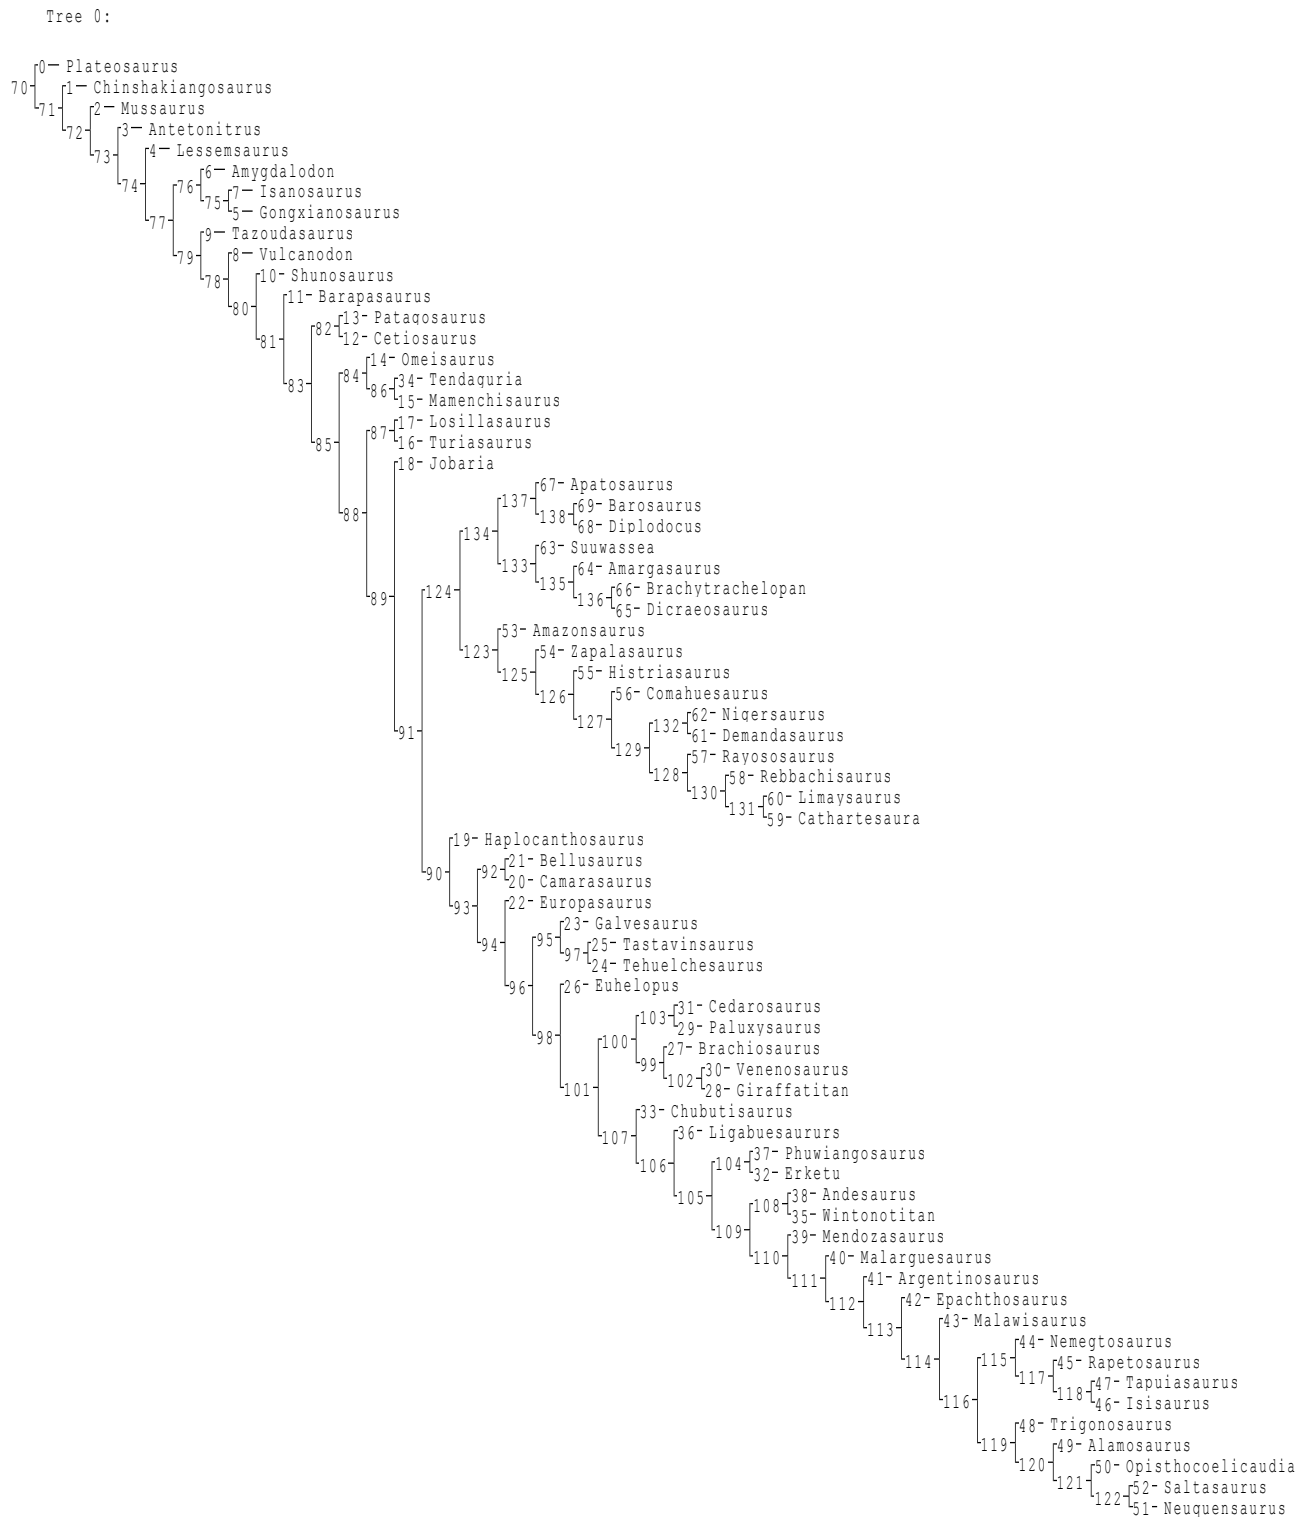 Tree 0:
0 Plateosaurus
70
1 Chinshakiangosaurus
71
2 Mussaurus
72
3 Antetonitrus
4 Lessemsaurus
73
6 Amygdalodon
74
76
7 Isanosaurus
75
5 Gongxianosaurus
77
9 Tazoudasaurus
8 Vulcanodon
79
10- Shunosaurus
78
11- Barapasaurus
80
13- Patagosaurus
82
12- Cetiosaurus
81
14- Omeisaurus
84
34- Tendaguria
83
86
15- Mamenchisaurus
17- Losillasaurus
87
16- Turiasaurus
85
18- Jobaria
67- Apatosaurus
137
69- Barosaurus
88
138
68- Diplodocus
134
63- Suuwassea
133
64- Amargasaurus
135
66- Brachytrachelopan
124
89
136
65- Dicraeosaurus
53- Amazonsaurus
123
54- Zapalasaurus
125
55- Histriasaurus
126
56- Comahuesaurus
62- Nigersaurus
127
132
91
61- Demandasaurus
129
57- Rayososaurus
128
58- Rebbachisaurus
130
60- Limaysaurus
131
59- Cathartesaura
19- Haplocanthosaurus
21- Bellusaurus
90
92
20- Camarasaurus
22- Europasaurus
93
23- Galvesaurus
95
94
25- Tastavinsaurus
97
24- Tehuelchesaurus
96
26- Euhelopus
31- Cedarosaurus
103
29- Paluxysaurus
98
100
27- Brachiosaurus
99
30- Venenosaurus
102
101
28- Giraffatitan
33- Chubutisaurus
36- Ligabuesaururs
107
37- Phuwiangosaurus
106
104
32- Erketu
105
38- Andesaurus
108
35- Wintonotitan
109
39- Mendozasaurus
110
40- Malarguesaurus
111
41- Argentinosaurus
112
42- Epachthosaurus
113
43- Malawisaurus
44- Nemegtosaurus
114
115
45- Rapetosaurus
117
47- Tapuiasaurus
118
116
46- Isisaurus
48- Trigonosaurus
119
49- Alamosaurus
120
50- Opisthocoelicaudia
121
52- Saltasaurus
122
51- Neuquensaurus